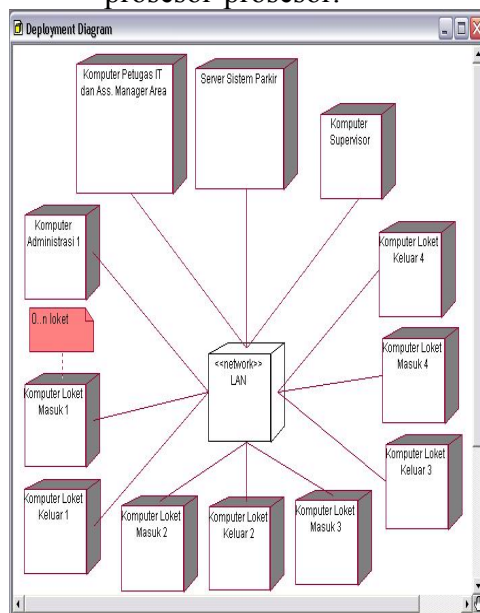 prosesor-prosesor.
Deployment Diagram
Komputer Petugas IT
dan Ass. Manager Area
Server Sistem Parkir
Komputer
Supervisor
Komputer
Administrasi 1
Komputer Loket
Keluar 4
0..n loket
<<network>>
LAN
Komputer Loket
Masuk 4
Komputer Loket
Masuk 1
Komputer Loket
Keluar 3
Komputer Loket
Keluar 1
Komputer Loket
Masuk 2
Komputer Loket
Keluar 2
Komputer Loket
Masuk 3